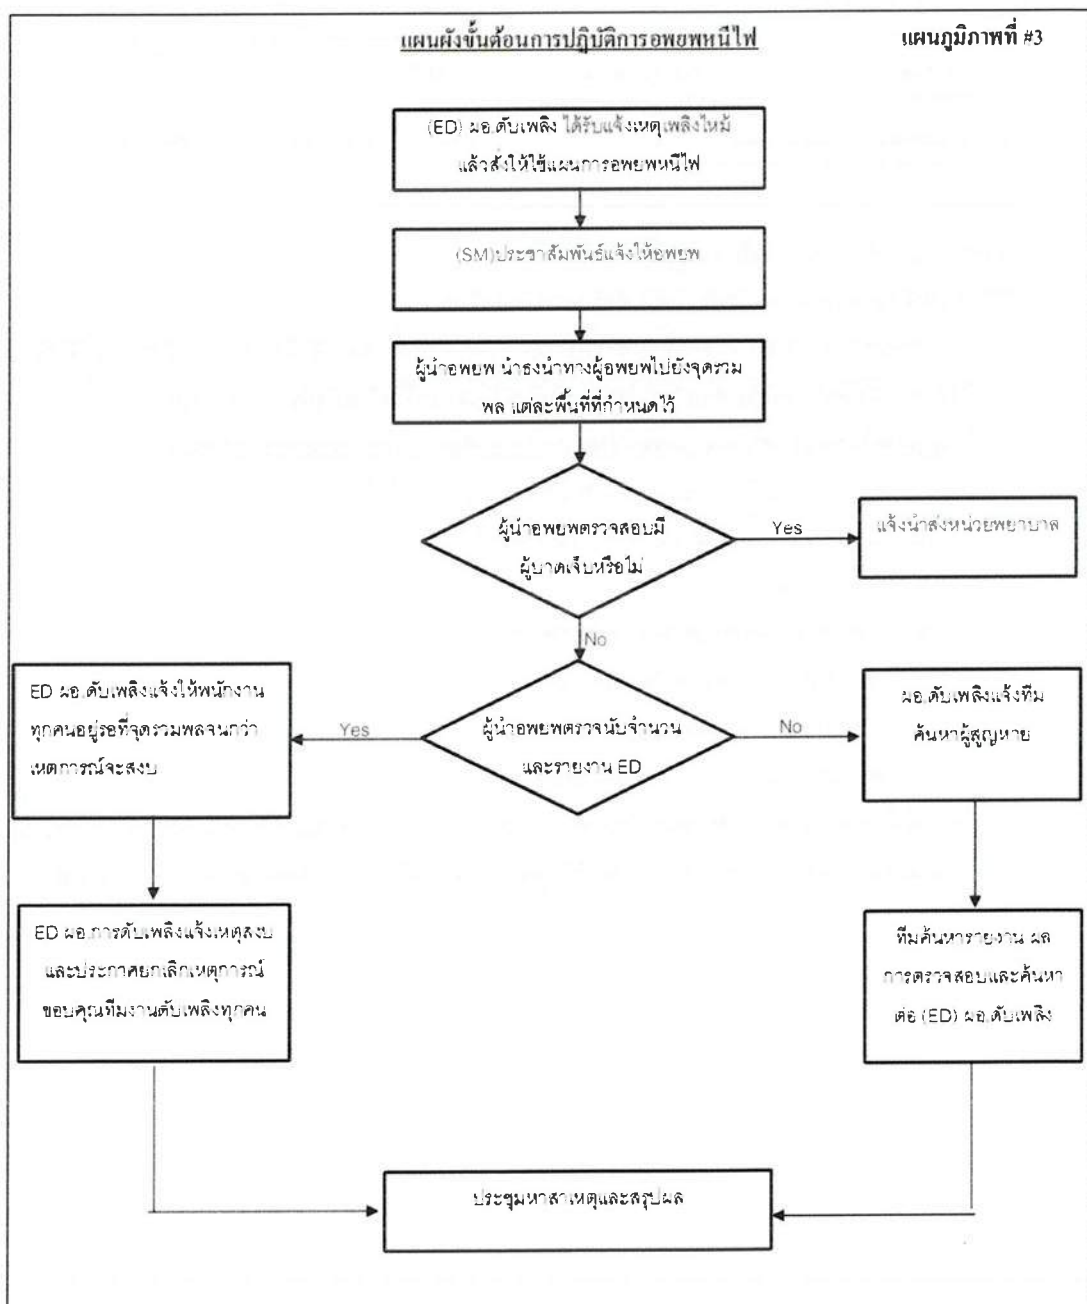 แผนผังขั้นตอนการปฏิบัติการอพยพหนีไฟ
แผนภูมิภาพที่ #3
(ED) ผอ.ดับเพลิง ได้รับแจ้งเหตุเพลิงไหม้
แล้วสั่งให้ใช้แผนการอพยพหนีไฟ
(SM)ประชาสัมพันธ์แจ้งให้อพยพ
ผู้นำอพยพ นำธงนำทางผู้อพยพไปยังจุดรวม
พล แต่ละพื้นที่ที่กำหนดไว้
ผู้นำอพยพตรวจสอบมี
ผู้บาดเจ็บหรือไม่
Yes
แจ้งนำส่งหน่วยพยาบาล
No
ED ผอ.ดับเพลิงแจ้งให้พนักงาน
ทุกคนอยู่รอที่จุดรวมพลจนกว่า
เหตุการณ์จะสงบ
Yes
ผู้นำอพยพตรวจนับจำนวน
และรายงาน ED
No
ผอ.ดับเพลิงแจ้งทีม
ค้นหาผู้สูญหาย
ED ผอ.การดับเพลิงแจ้งเหตุสงบ
และประกาศยกเลิกเหตุการณ์
ขอบคุณทีมงานดับเพลิงทุกคน
ทีมค้นหารายงาน ผล
การตรวจสอบและค้นหา
ต่อ (ED) ผอ.ดับเพลิง
ประชุมหาสาเหตุและสรุปผล